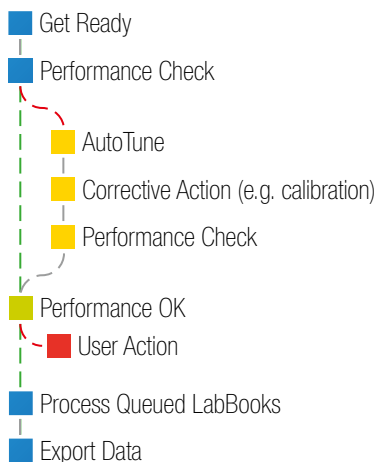 Get Ready
Performance Check
AutoTune
Corrective Action (e.g. calibration)
Performance Check
Performance OK
User Action
Process Queued LabBooks
Export Data